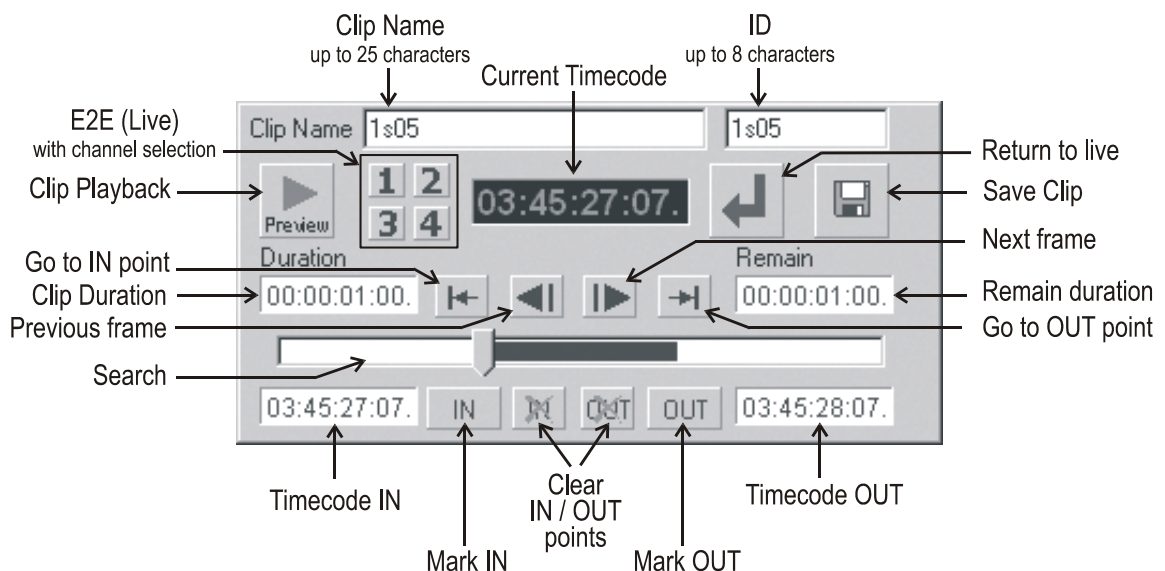 Clip Name
up to 25 characters
ID
up to 8 characters
Current Timecode
E2E (Live)
with channel selection
Clip Name 1s05
1s05
Return to live
Clip Playback
Preview
1 2
3 4
03:45:27:07.
Save Clip
Next frame
Go to IN point
Duration
Remain
Clip Duration
00:00:01:00.
00:00:01:00.
Remain duration
Previous frame
Go to OUT point
Search
03:45:27:07.
IN
IN
OUT
OUT
03:45:28:07.
Timecode IN
Clear
IN / OUT
points
Timecode OUT
Mark IN
Mark OUT